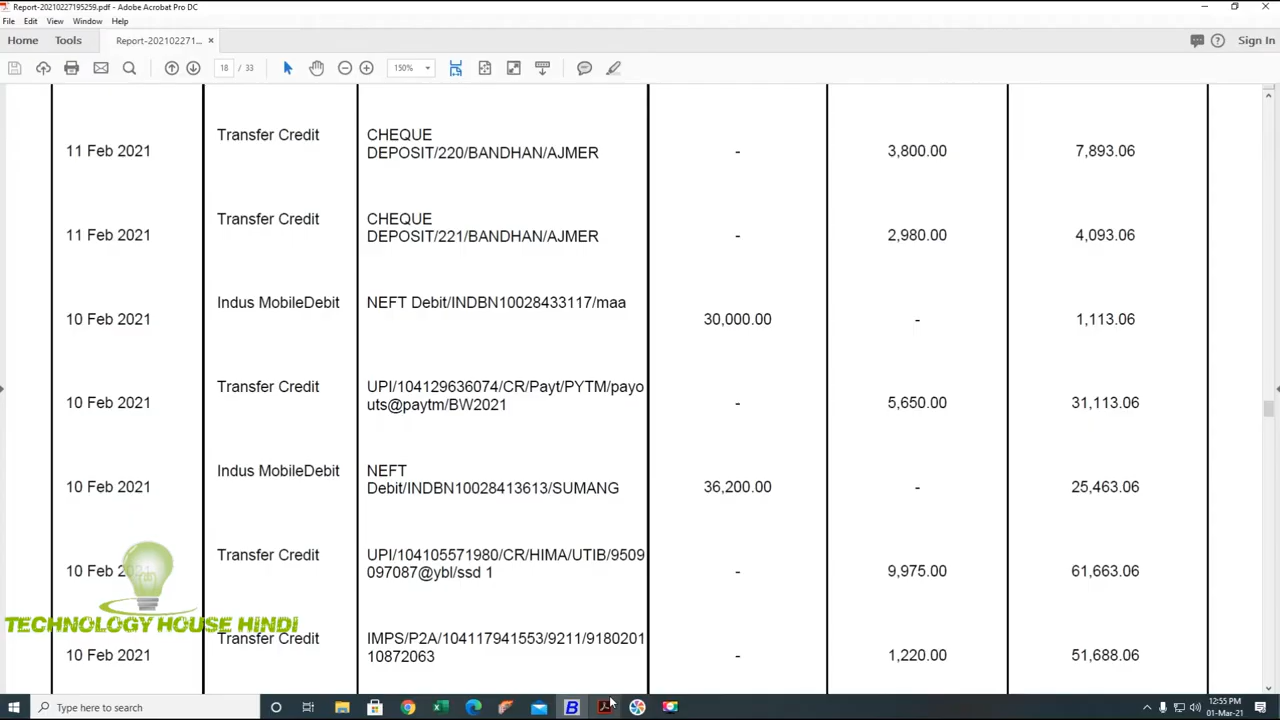 Report-20210227195259.pdf - Adobe Acrobat Pro DC
File Edit View Window Help
Home Tools Report-202102271... × Sign In
18 / 33 150%
11 Feb 2021 Transfer Credit CHEQUE
DEPOSIT/220/BANDHAN/AJMER - 3,800.00 7,893.06
11 Feb 2021 Transfer Credit CHEQUE
DEPOSIT/221/BANDHAN/AJMER - 2,980.00 4,093.06
10 Feb 2021 Indus MobileDebit NEFT Debit/INDBN10028433117/maa 30,000.00 - 1,113.06
10 Feb 2021 Transfer Credit UPI/104129636074/CR/Payt/PYTM/payo
uts@paytm/BW2021 - 5,650.00 31,113.06
10 Feb 2021 Indus MobileDebit NEFT
Debit/INDBN10028413613/SUMANG 36,200.00 - 25,463.06
10 Feb 2021 Transfer Credit UPI/104105571980/CR/HIMA/UTIB/9509
097087@ybl/ssd 1 - 9,975.00 61,663.06
TECHNOLOGY HOUSE HINDI
10 Feb 2021 Transfer Credit IMPS/P2A/104117941553/9211/9180201
10872063 - 1,220.00 51,688.06
Type here to search
12:55 PM
01-Mar-21